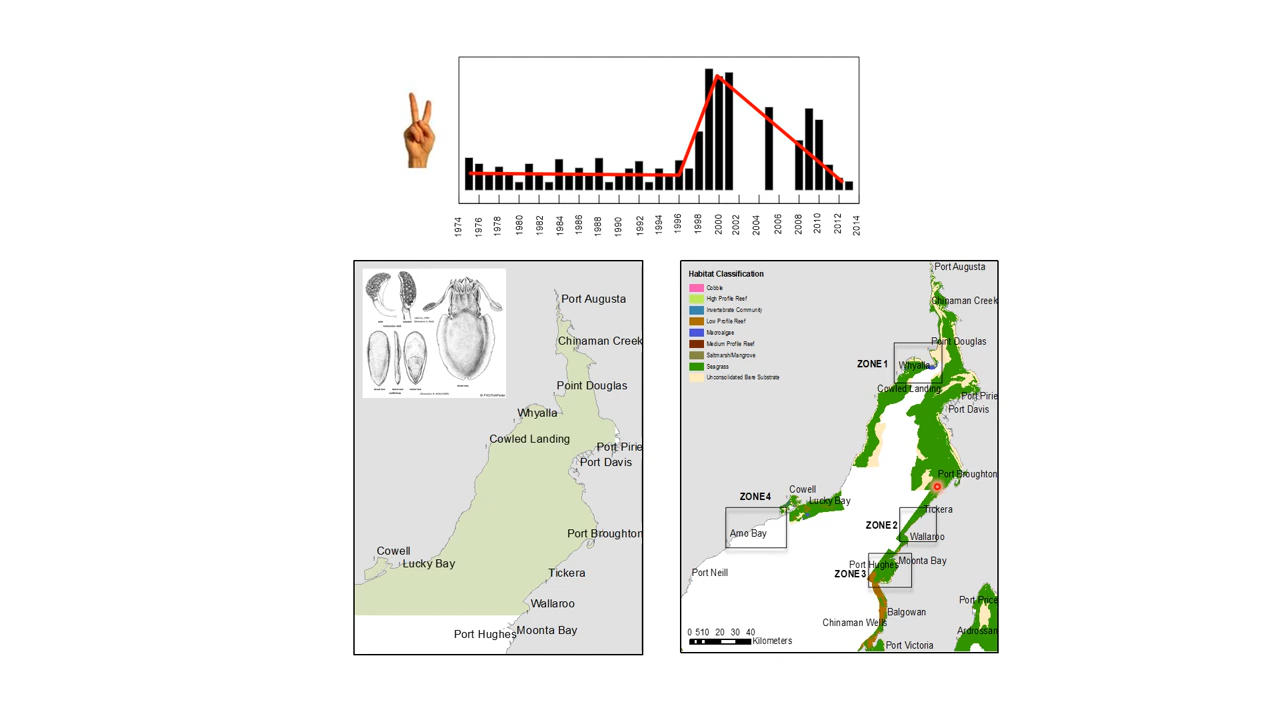 1974
1976
1978
1980
1982
1984
1986
1988
1990
1992
1994
1996
1998
2000
2002
2004
2006
2008
2010
2012
2014
Port Augusta
Chinaman Creek
Point Douglas
Whyalla
Cowled Landing
Port Pirie
Port Davis
Port Broughton
Cowell
Lucky Bay
Tickera
Wallaroo
Port Hughes
Moonta Bay
Habitat Classification
Cobble
High Profile Reef
Invertebrate Community
Low Profile Reef
Macroalgae
Medium Profile Reef
Saltmarsh/Mangrove
Seagrass
Unconsolidated Bare Substrate
Port Augusta
Chinaman Creek
Point Douglas
ZONE 1
Whyalla
Cowled Landing
Port Pirie
Port Davis
Port Broughton
ZONE 4
Cowell
Lucky Bay
Tickera
ZONE 2
Arno Bay
Wallaroo
Port Hughes
Moonta Bay
ZONE 3
Port Neill
Port Price
Balgowan
Chinaman Wells
Ardrossan
0 5 10 20 30 40
Kilometers
Port Victoria